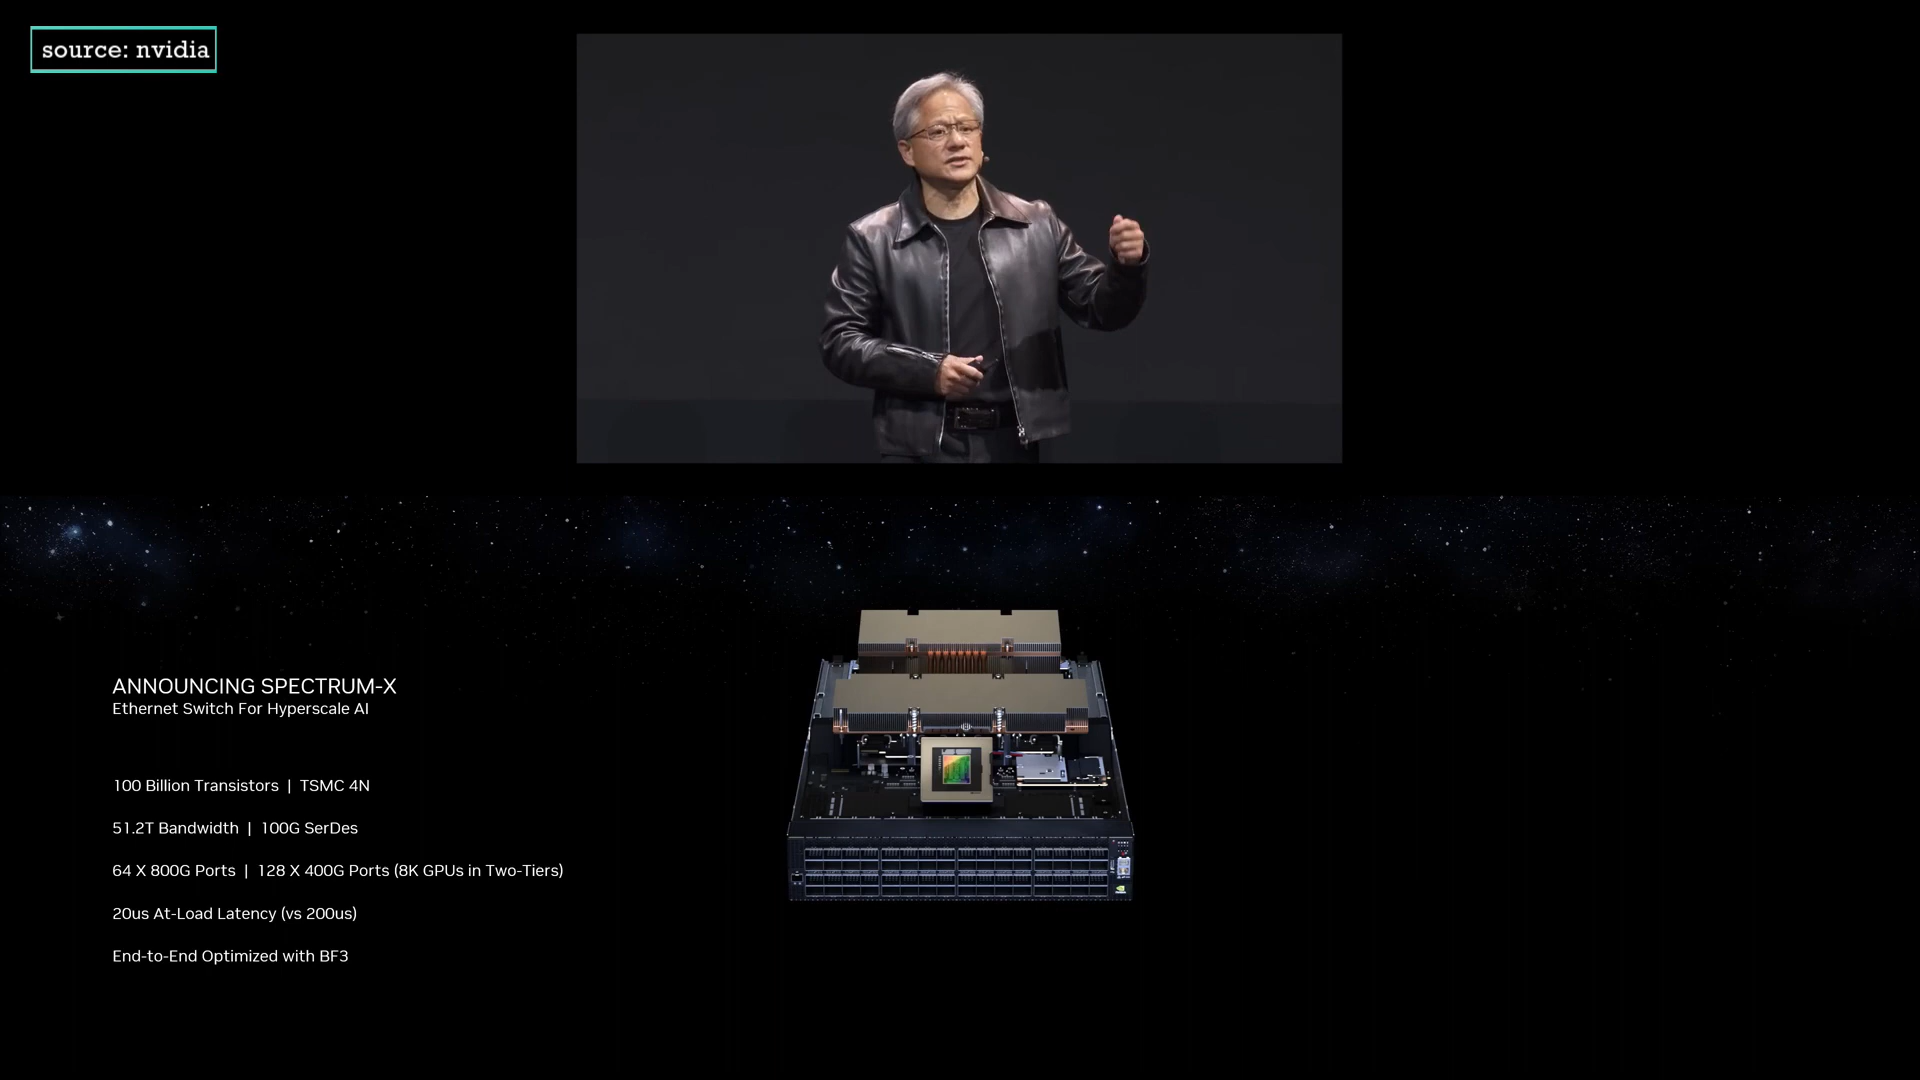 source: nvidia
ANNOUNCING SPECTRUM-X
Ethernet Switch For Hyperscale AI
100 Billion Transistors | TSMC 4N
51.2T Bandwidth | 100G SerDes
64 X 800G Ports | 128 X 400G Ports (8K GPUs in Two-Tiers)
20us At-Load Latency (vs 200us)
End-to-End Optimized with BF3